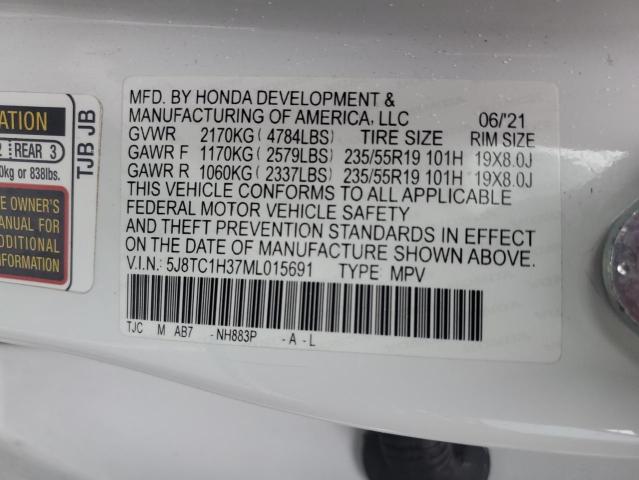 ATION
2 REAR 3
0kg or 838lbs.
E OWNER'S
ANUAL FOR
DDITIONAL
NFORMATION
TJB JB
MFD. BY HONDA DEVELOPMENT &
MANUFACTURING OF AMERICA, LLC 06/'21
GVWR 2170KG (4784LBS) TIRE SIZE RIM SIZE
GAWR F 1170KG (2579LBS) 235/55R19 101H 19X8.0J
GAWR R 1060KG (2337LBS) 235/55R19 101H 19X8.0J
THIS VEHICLE CONFORMS TO ALL APPLICABLE
FEDERAL MOTOR VEHICLE SAFETY
AND THEFT PREVENTION STANDARDS IN EFFECT
ON THE DATE OF MANUFACTURE SHOWN ABOVE.
V.I.N.: 5J8TC1H37ML015691 TYPE: MPV
TJC M AB7 -NH883P -A-L